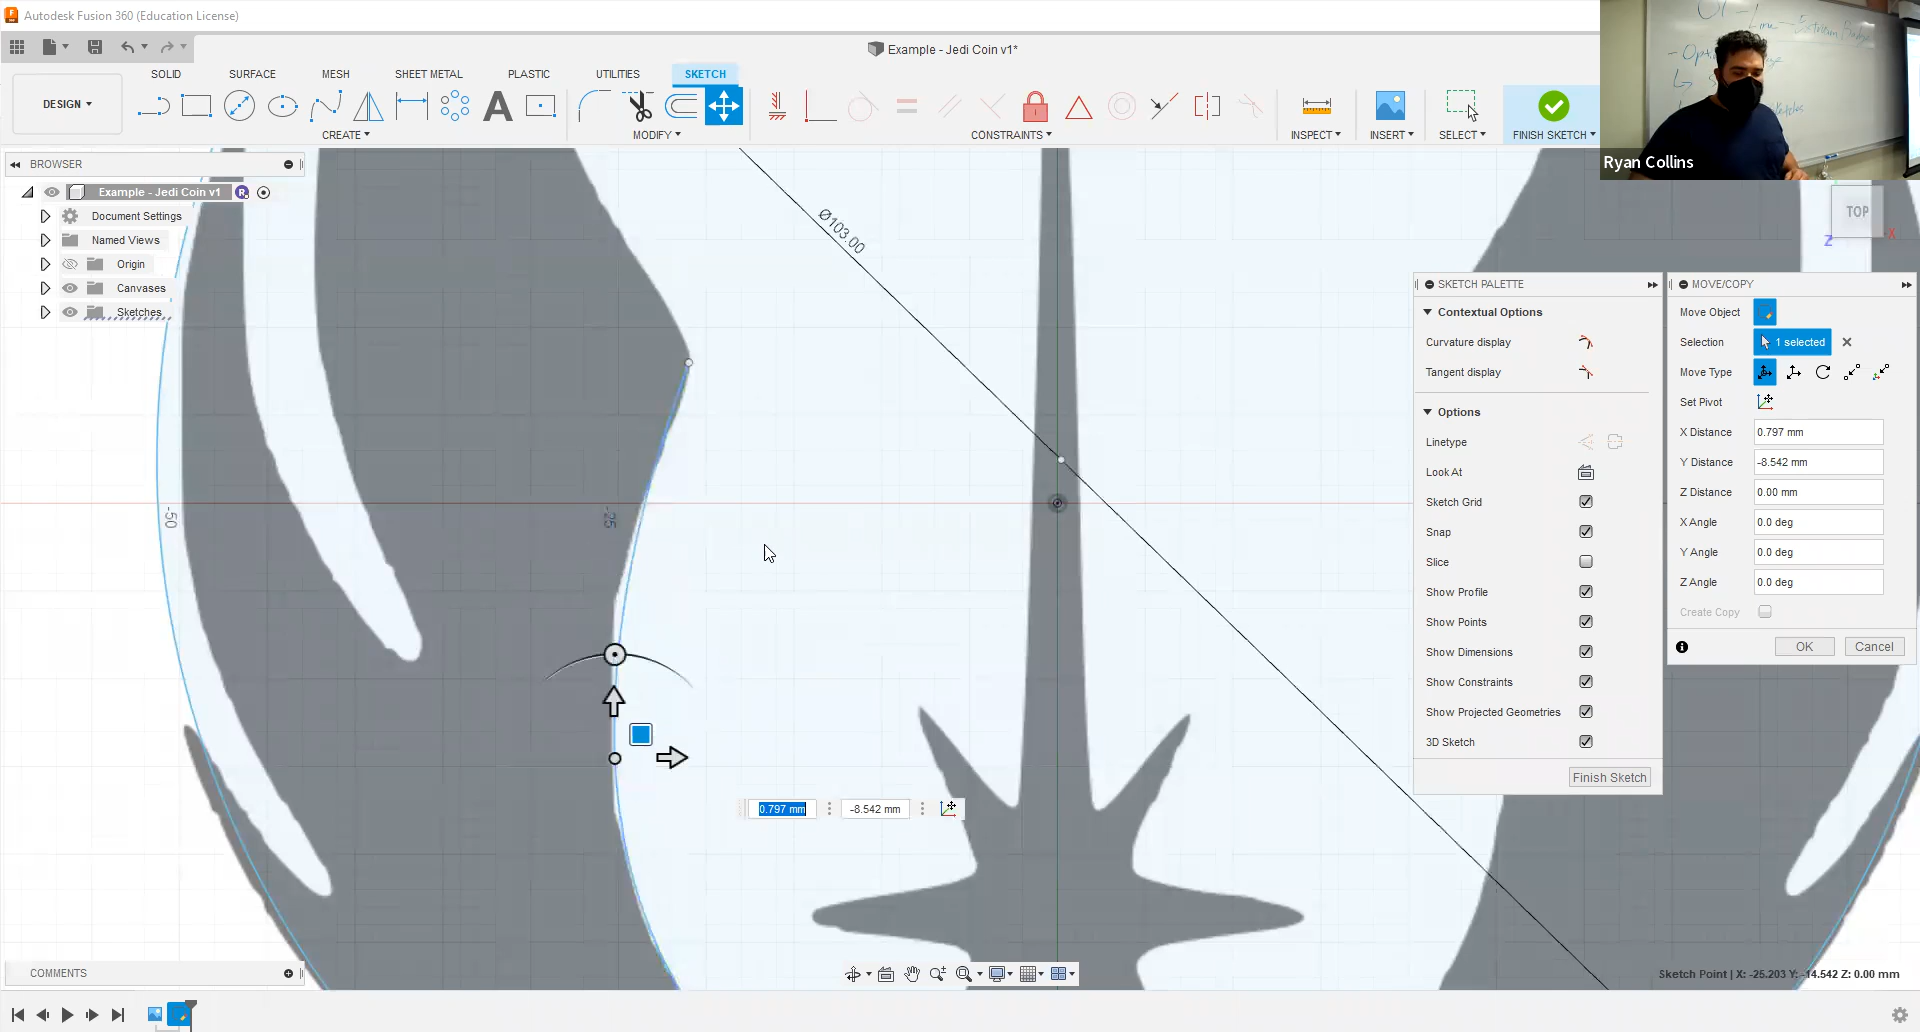 Autodesk Fusion 360 (Education License)
Example - Jedi Coin v1*
SOLID SURFACE MESH SHEET METAL PLASTIC UTILITIES SKETCH
DESIGN
CREATE MODIFY CONSTRAINTS INSPECT INSERT SELECT FINISH SKETCH
Ryan Collins
BROWSER
Example - Jedi Coin v1
Document Settings
Named Views
Origin
Canvases
Sketches
Ø103.00
-50
-25
TOP
Z
X
SKETCH PALETTE
Contextual Options
Curvature display
Tangent display
Options
Linetype
Look At
Sketch Grid
Snap
Slice
Show Profile
Show Points
Show Dimensions
Show Constraints
Show Projected Geometries
3D Sketch
Finish Sketch
MOVE/COPY
Move Object
Selection 1 selected
Move Type
Set Pivot
X Distance 0.797 mm
Y Distance -8.542 mm
Z Distance 0.00 mm
X Angle 0.0 deg
Y Angle 0.0 deg
Z Angle 0.0 deg
Create Copy
OK Cancel
0.797 mm -8.542 mm
COMMENTS
Sketch Point | X: -25.203 Y: -14.542 Z: 0.00 mm